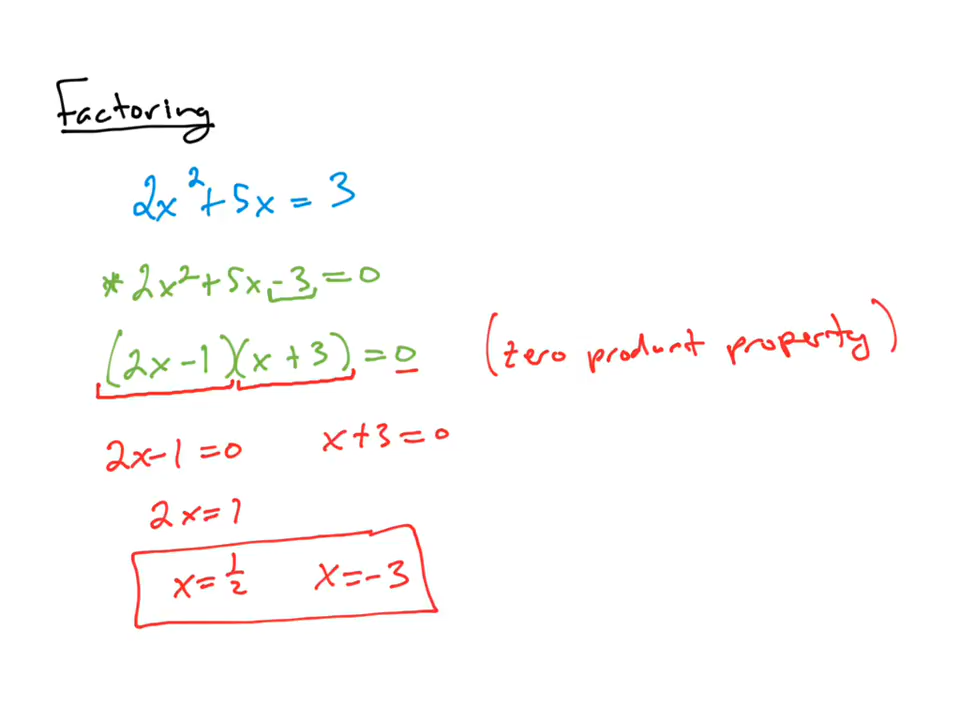 Factoring
2x²+5x=3
*2x²+5x-3=0
(2x-1)(x+3)=0 (zero product property)
2x-1=0 x+3=0
2x=1
x=1/2 x=-3